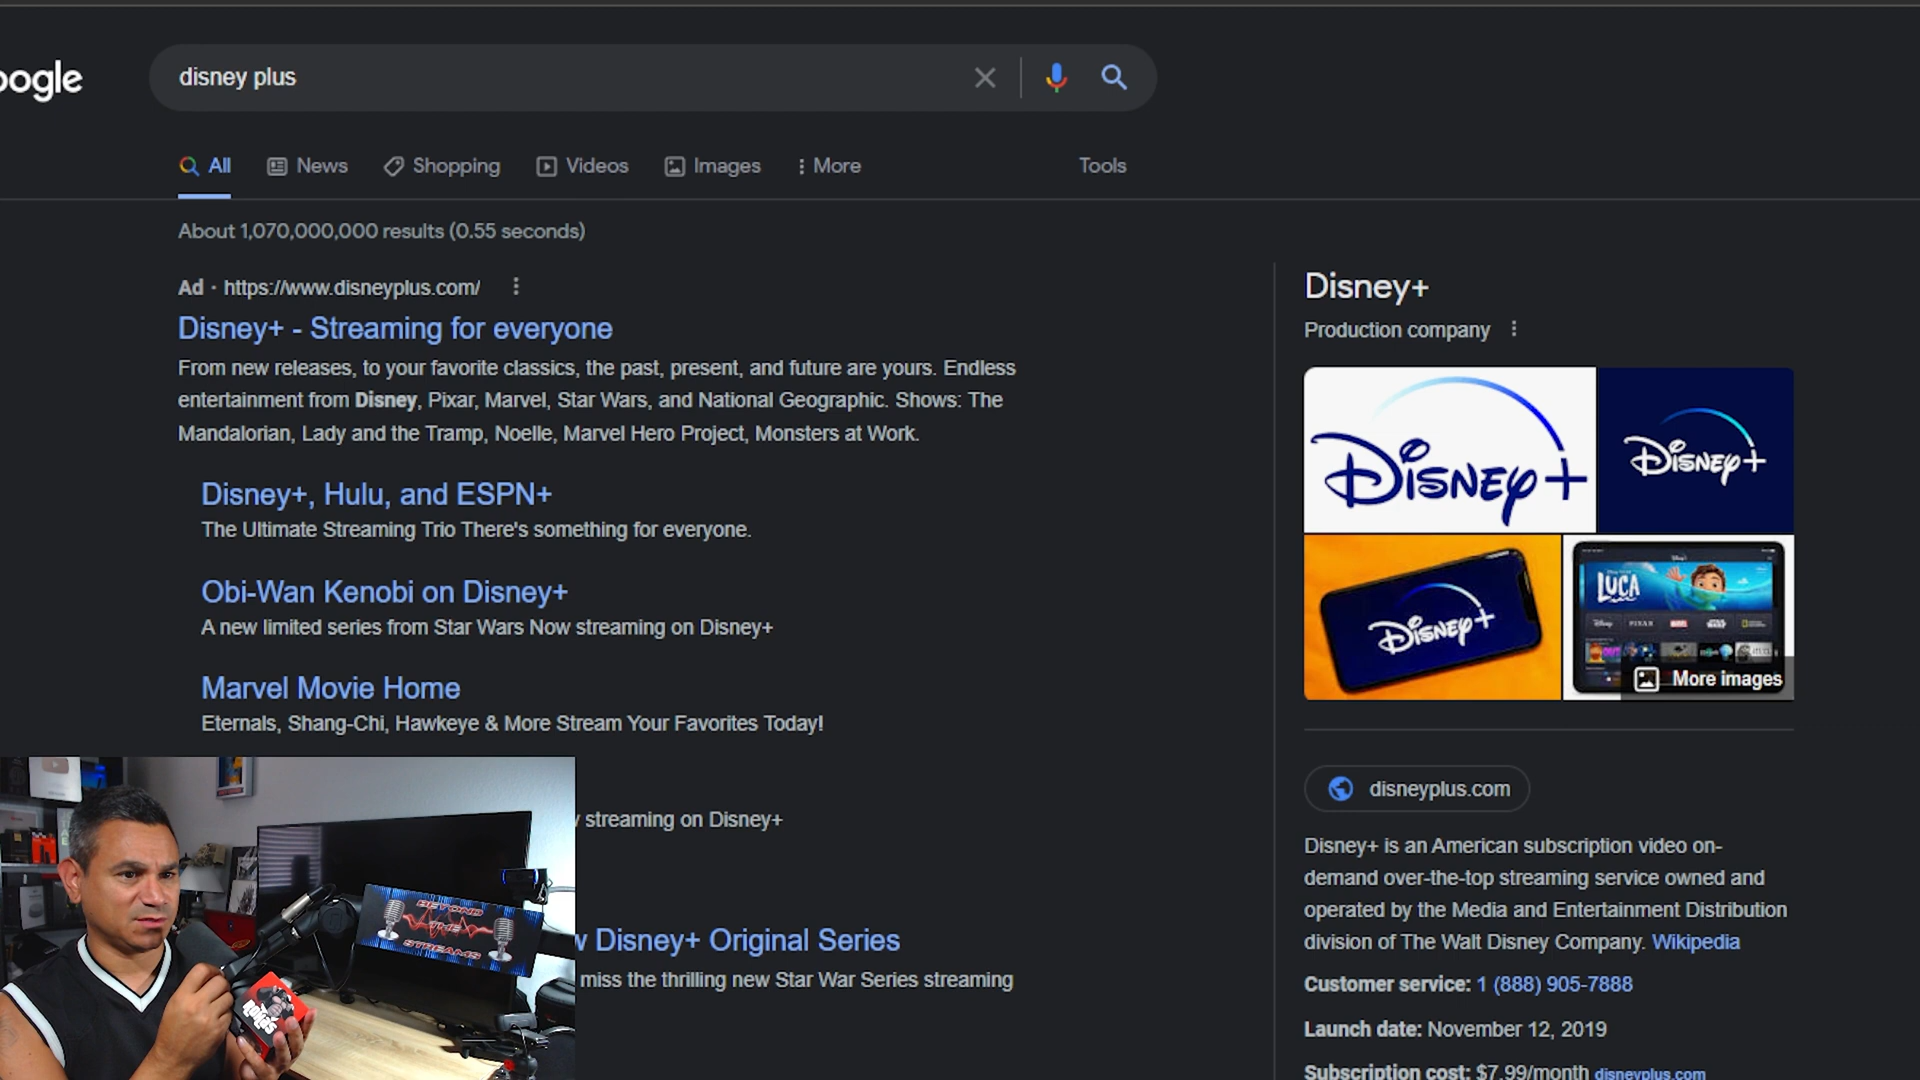 oogle
disney plus
All
News
Shopping
Videos
Images
More
Tools
About 1,070,000,000 results (0.55 seconds)
Ad · https://www.disneyplus.com/
Disney+ - Streaming for everyone
From new releases, to your favorite classics, the past, present, and future are yours. Endless
entertainment from Disney, Pixar, Marvel, Star Wars, and National Geographic. Shows: The
Mandalorian, Lady and the Tramp, Noelle, Marvel Hero Project, Monsters at Work.
Disney+, Hulu, and ESPN+
The Ultimate Streaming Trio There's something for everyone.
Obi-Wan Kenobi on Disney+
A new limited series from Star Wars Now streaming on Disney+
Marvel Movie Home
Eternals, Shang-Chi, Hawkeye & More Stream Your Favorites Today!
streaming on Disney+
Disney+ Original Series
miss the thrilling new Star War Series streaming
BEYOND
THE
STREAMS
Disney+
Production company
Disney+
Disney+
Disney+
LUCA
Disney
PIXAR
MARVEL
STAR WARS
More images
disneyplus.com
Disney+ is an American subscription video on-
demand over-the-top streaming service owned and
operated by the Media and Entertainment Distribution
division of The Walt Disney Company. Wikipedia
Customer service: 1 (888) 905-7888
Launch date: November 12, 2019
Subscription cost: $7.99/month disneyplus.com